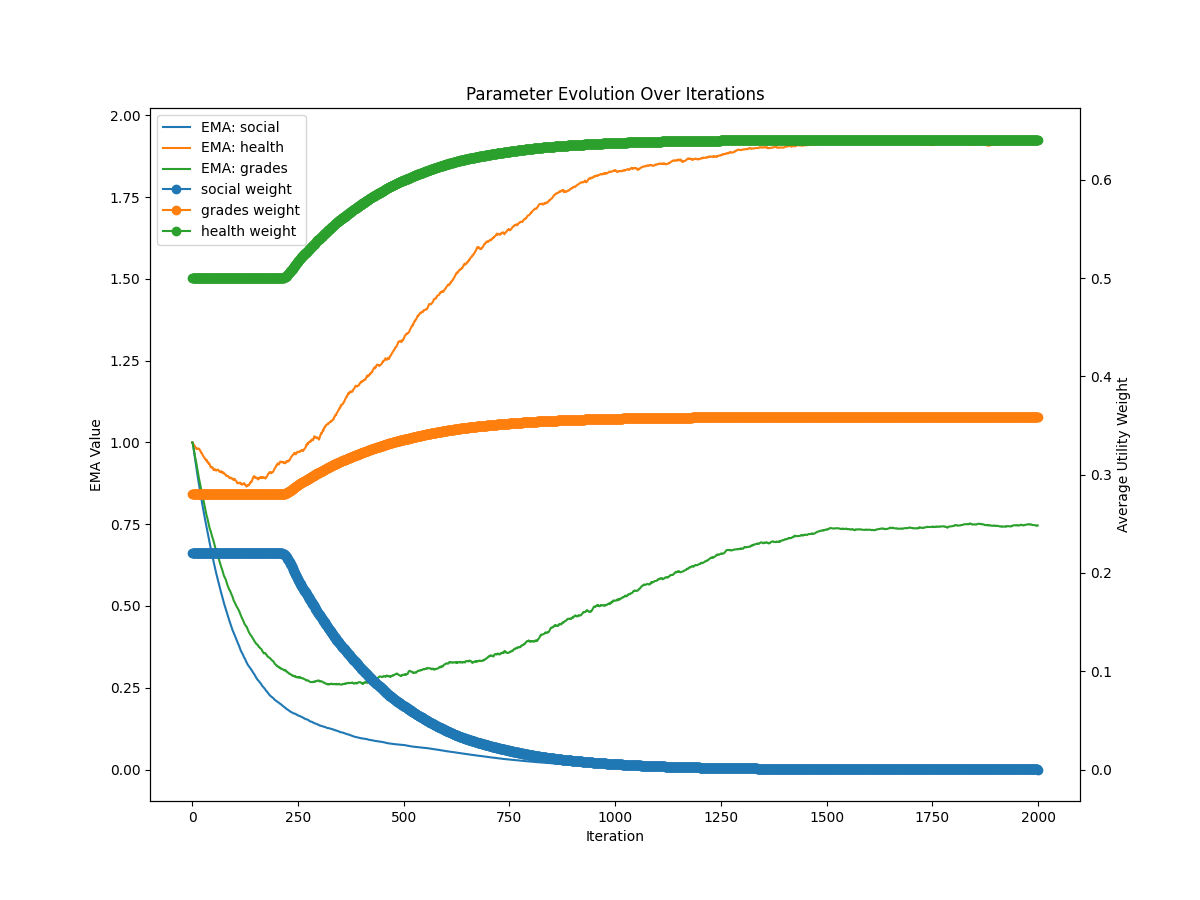 Parameter Evolution Over Iterations
EMA: social
EMA: health
EMA: grades
social weight
grades weight
health weight
EMA Value
2.00
1.75
1.50
1.25
1.00
0.75
0.50
0.25
0.00
0.6
0.5
0.4
0.3
0.2
0.1
0.0
Average Utility Weight
0 250 500 750 1000 1250 1500 1750 2000
Iteration